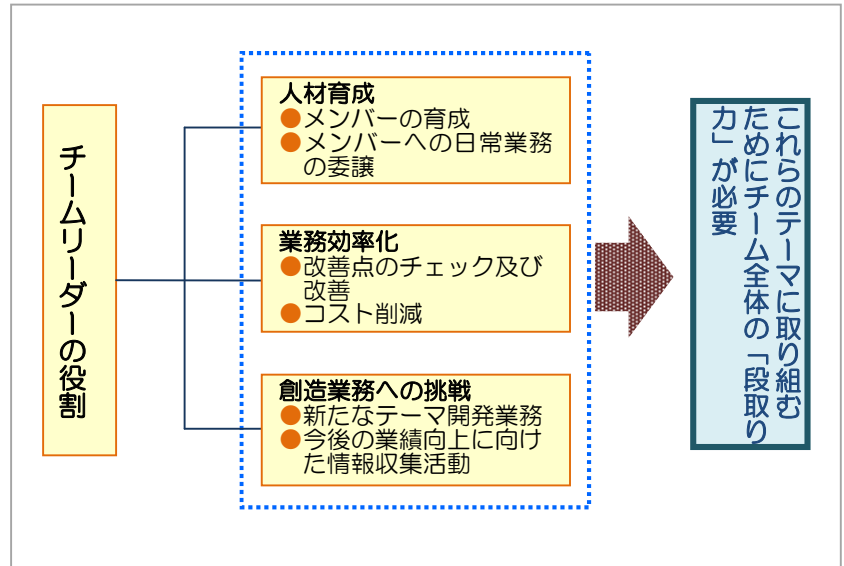 チームリーダーの役割
人材育成
●メンバーの育成
●メンバーへの日常業務
の委譲
業務効率化
●改善点のチェック及び
改善
●コスト削減
創造業務への挑戦
●新たなテーマ開発業務
●今後の業績向上に向け
た情報収集活動
これらのテーマに取り組む
ためにチーム全体の「段取り
力」が必要